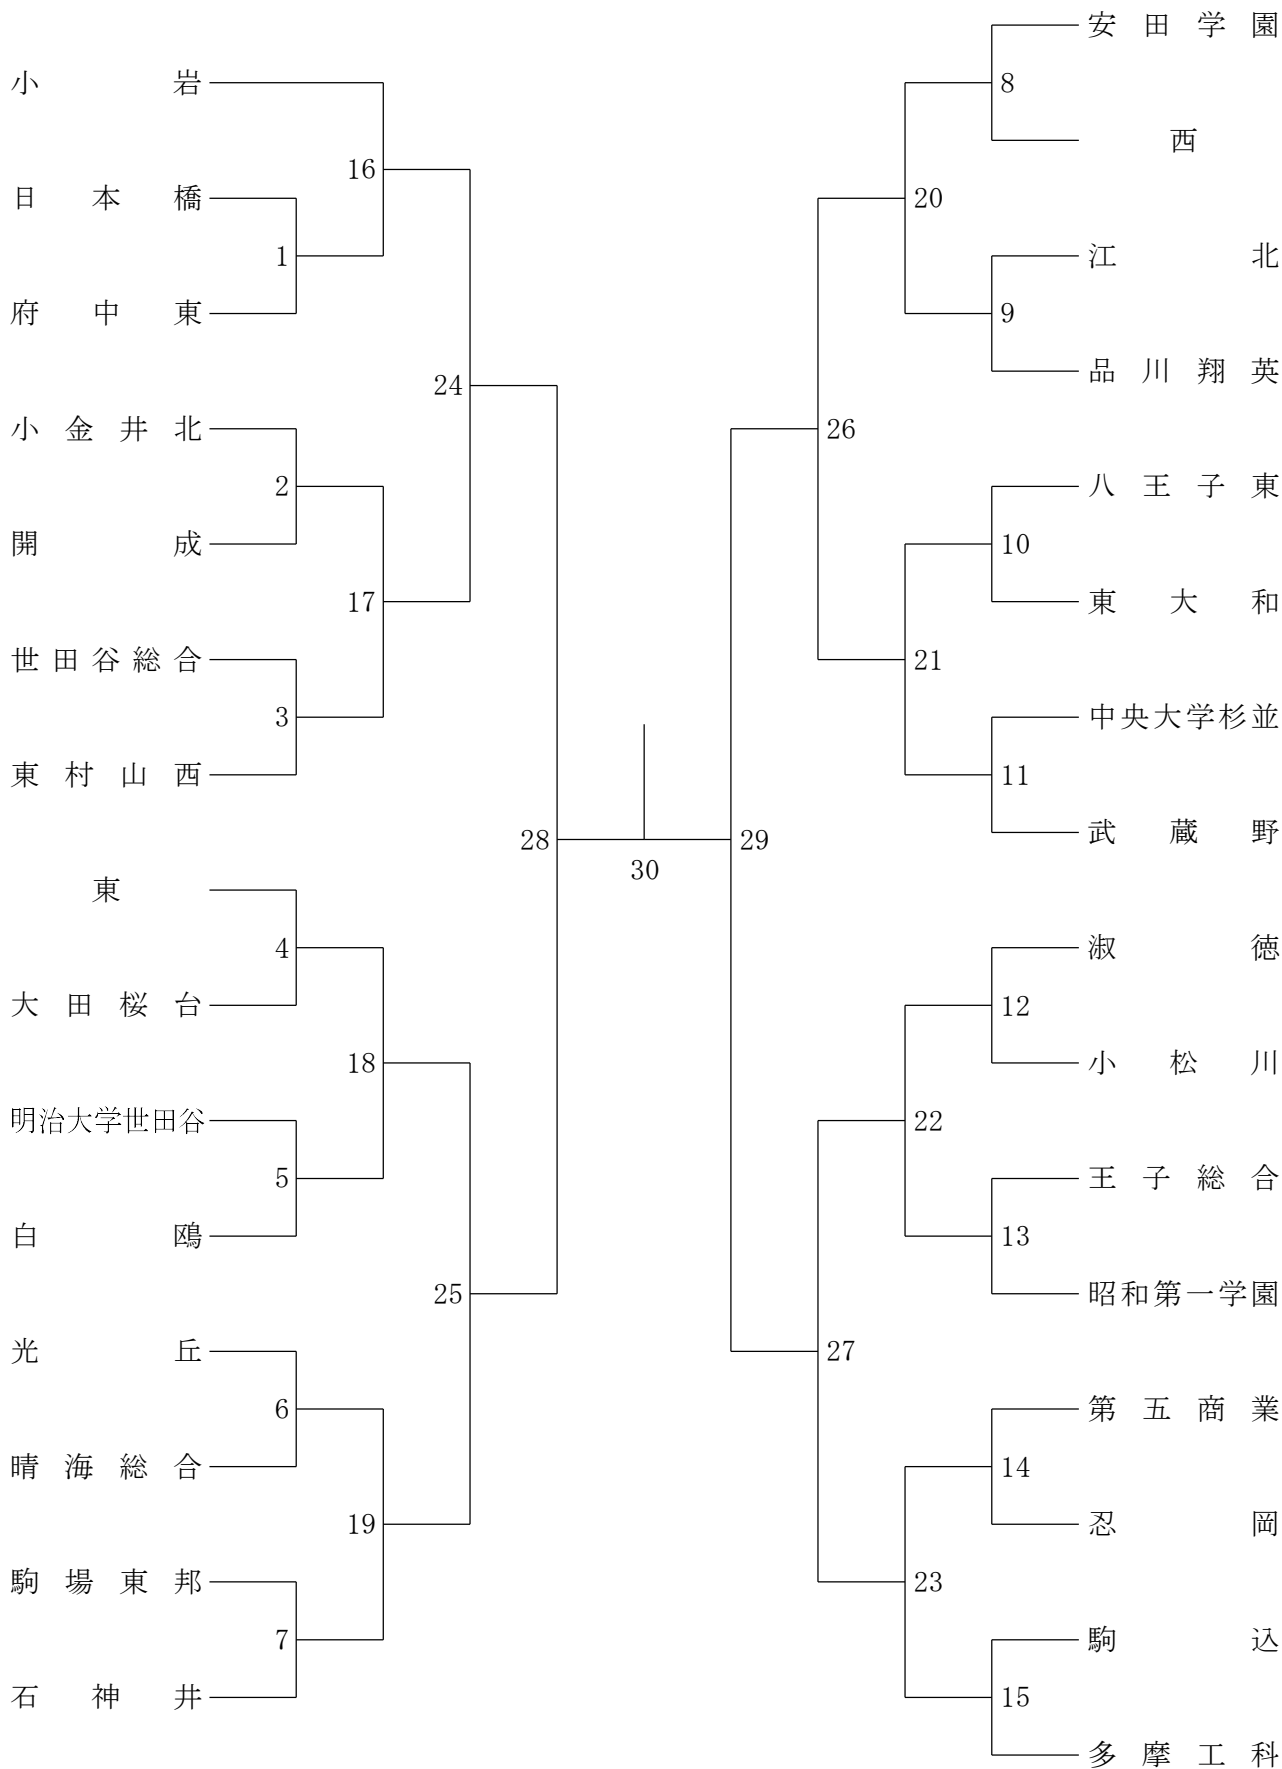 小岩
16
日本橋
1
府中東
24
小金井北
2
開成
17
世田谷総合
3
東村山西
28
東
4
大田桜台
18
明治大学世田谷
5
白鴎
25
光丘
6
晴海総合
19
駒場東邦
7
石神井
30
安田学園
8
西
20
江北
9
品川翔英
26
八王子東
10
東大和
21
中央大学杉並
11
武蔵野
29
淑徳
12
小松川
22
王子総合
13
昭和第一学園
27
第五商業
14
忍岡
23
駒込
15
多摩工科